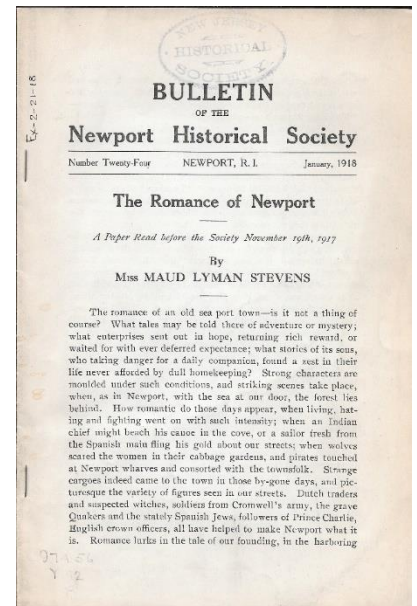 NEW JERSEY
HISTORICAL
SOCIETY
Ex-2-21-18
BULLETIN
OF THE
Newport Historical Society
Number Twenty-Four NEWPORT, R. I. January, 1918
The Romance of Newport
A Paper Read before the Society November 19th, 1917
By
Miss MAUD LYMAN STEVENS
The romance of an old sea port town—is it not a thing of
course? What tales may be told there of adventure or mystery;
what enterprises sent out in hope, returning rich reward, or
waited for with ever deferred expectance; what stories of its sons,
who taking danger for a daily companion, found a zest in their
life never afforded by dull homekeeping? Strong characters are
moulded under such conditions, and striking scenes take place,
when, as in Newport, with the sea at our door, the forest lies
behind. How romantic do those days appear, when living, hat-
ing and fighting went on with such intensity; when an Indian
chief might beach his canoe in the cove, or a sailor fresh from
the Spanish main fling his gold about our streets; when wolves
scared the women in their cabbage gardens, and pirates touched
at Newport wharves and consorted with the townsfolk. Strange
cargoes indeed came to the town in those by-gone days, and pic-
turesque the variety of figures seen in our streets. Dutch traders
and suspected witches, soldiers from Cromwell's army, the grave
Quakers and the stately Spanish Jews, followers of Prince Charlie,
English crown officers, all have helped to make Newport what it
is. Romance lurks in the tale of our founding, in the harboring